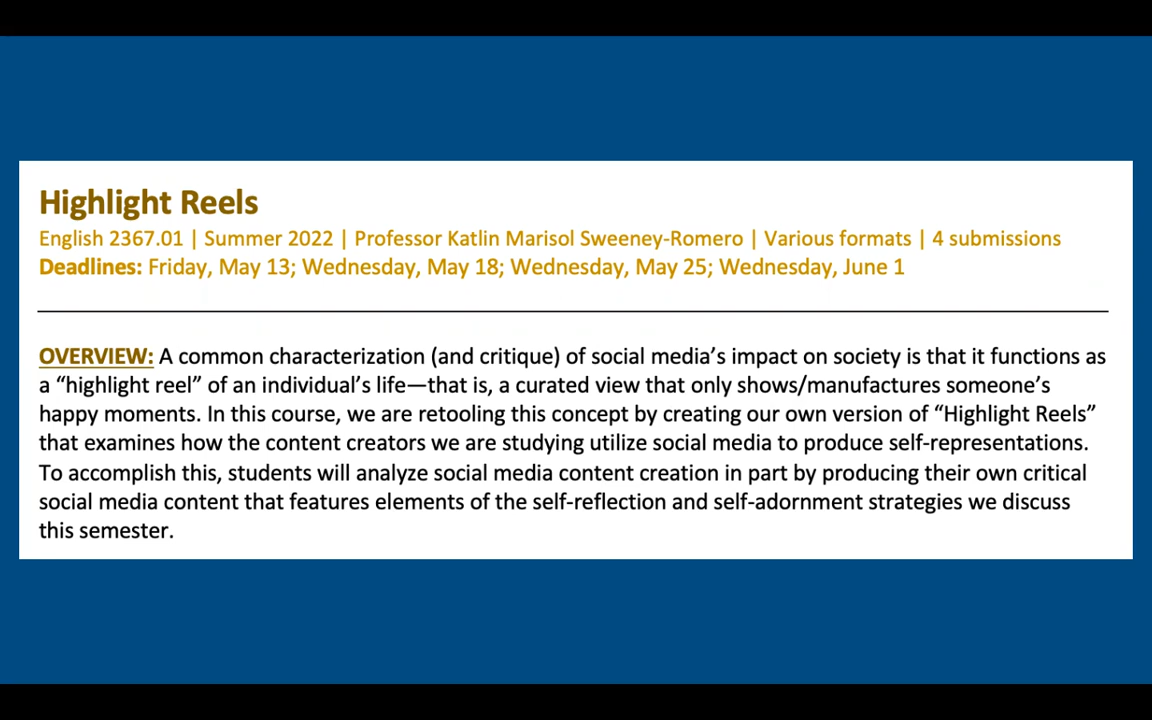 Highlight Reels
English 2367.01 | Summer 2022 | Professor Katlin Marisol Sweeney-Romero | Various formats | 4 submissions
Deadlines: Friday, May 13; Wednesday, May 18; Wednesday, May 25; Wednesday, June 1
OVERVIEW: A common characterization (and critique) of social media’s impact on society is that it functions as
a “highlight reel” of an individual’s life—that is, a curated view that only shows/manufactures someone’s
happy moments. In this course, we are retooling this concept by creating our own version of “Highlight Reels”
that examines how the content creators we are studying utilize social media to produce self-representations.
To accomplish this, students will analyze social media content creation in part by producing their own critical
social media content that features elements of the self-reflection and self-adornment strategies we discuss
this semester.